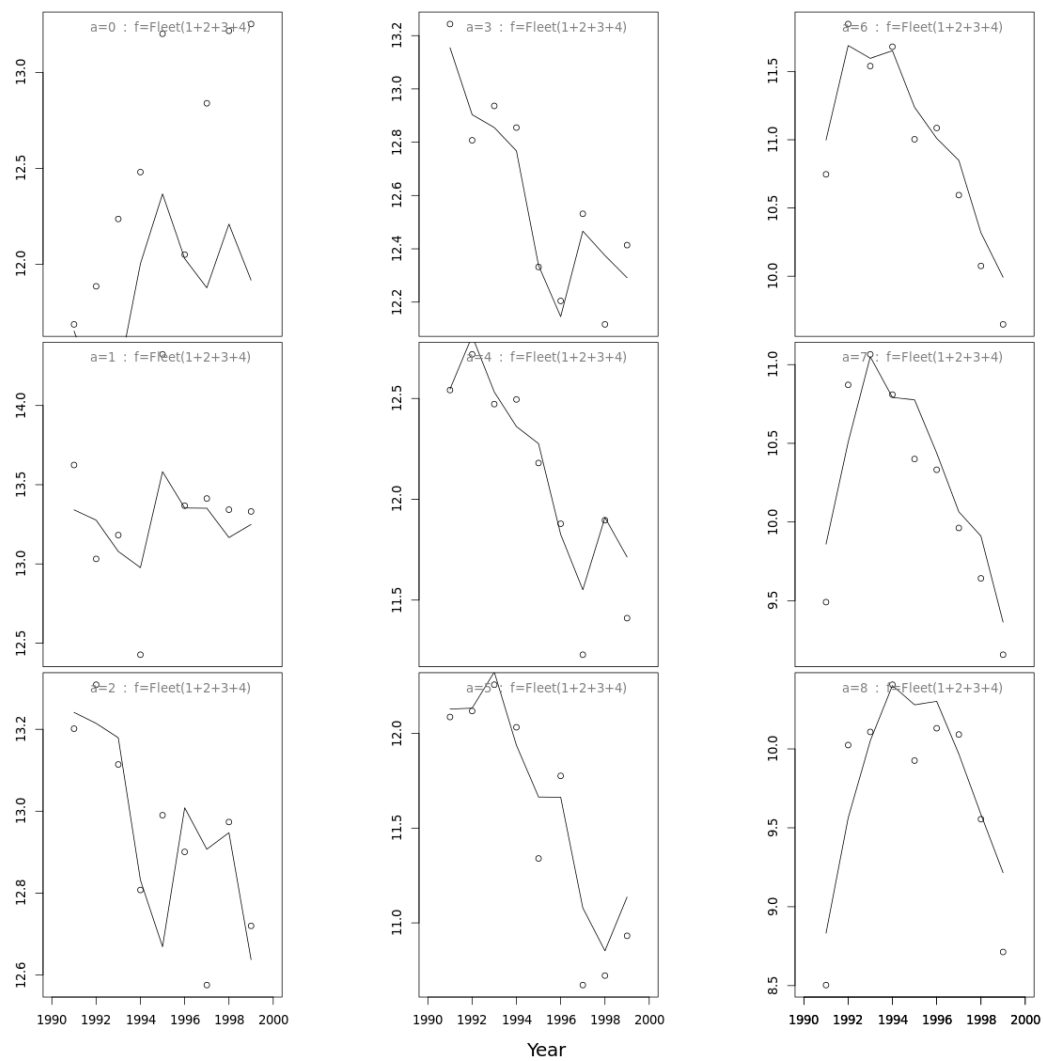 a=0 : f=Fleet(1+2+3+4)
13.0
12.5
12.0
a=3 : f=Fleet(1+2+3+4)
13.2
13.0
12.8
12.6
12.4
12.2
a=6 : f=Fleet(1+2+3+4)
11.5
11.0
10.5
10.0
a=1 : f=Fleet(1+2+3+4)
14.0
13.5
13.0
12.5
a=4 : f=Fleet(1+2+3+4)
12.5
12.0
11.5
a=7 : f=Fleet(1+2+3+4)
11.0
10.5
10.0
9.5
a=2 : f=Fleet(1+2+3+4)
13.2
13.0
12.8
12.6
1990 1992 1994 1996 1998 2000
a=5 : f=Fleet(1+2+3+4)
12.0
11.5
11.0
1990 1992 1994 1996 1998 2000
a=8 : f=Fleet(1+2+3+4)
10.0
9.5
9.0
8.5
1990 1992 1994 1996 1998 2000
Year